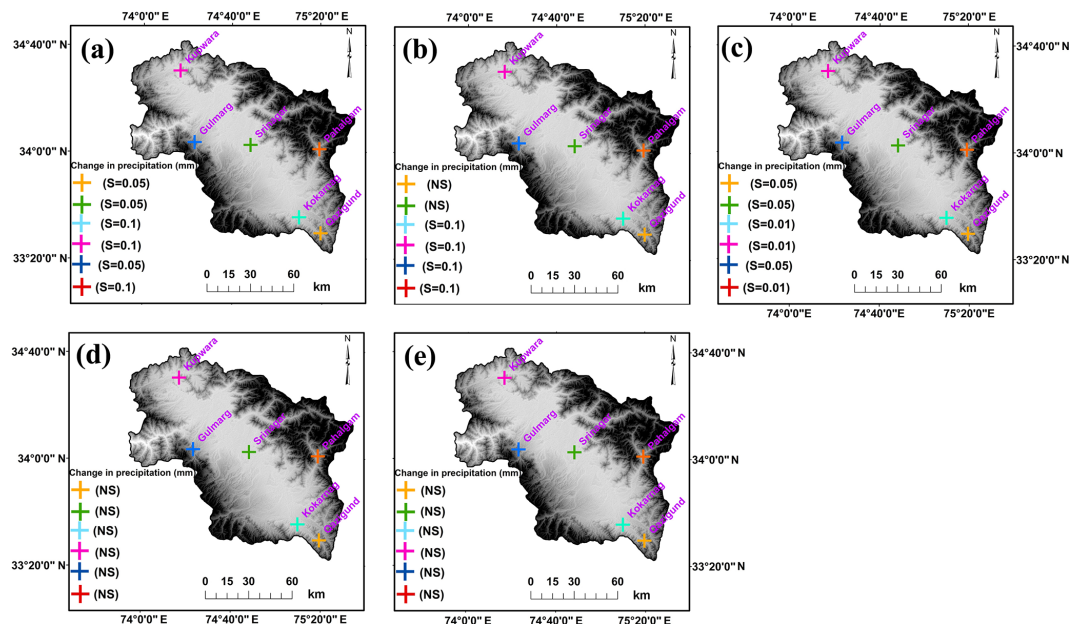 74°0'0" E 74°40'0" E 75°20'0" E
74°0'0" E 74°40'0" E 75°20'0" E
74°0'0" E 74°40'0" E 75°20'0" E
34°40'0" N
34°0'0" N
33°20'0" N
(a)
N
Kupwara
Gulmarg
Srinagar
Pehalgam
Kokarnag
Qazigund
Change in precipitation (mm)
(S=0.05)
(S=0.05)
(S=0.1)
(S=0.1)
(S=0.05)
(S=0.1)
0 15 30 60
km
(b)
N
Kupwara
Gulmarg
Srinagar
Pehalgam
Kokarnag
Qazigund
Change in precipitation (mm)
(NS)
(NS)
(S=0.1)
(S=0.1)
(S=0.1)
(S=0.1)
0 15 30 60
km
(c)
N
Kupwara
Gulmarg
Srinagar
Pehalgam
Kokarnag
Qazigund
Change in precipitation (mm)
(S=0.05)
(S=0.05)
(S=0.01)
(S=0.01)
(S=0.05)
(S=0.01)
0 15 30 60
km
34°40'0" N
34°0'0" N
33°20'0" N
74°0'0" E 74°40'0" E 75°20'0" E
34°40'0" N
34°0'0" N
33°20'0" N
(d)
N
Kupwara
Gulmarg
Srinagar
Pehalgam
Kokarnag
Qazigund
Change in precipitation (mm)
(NS)
(NS)
(NS)
(NS)
(NS)
(NS)
0 15 30 60
km
(e)
N
Kupwara
Gulmarg
Srinagar
Pehalgam
Kokarnag
Qazigund
Change in precipitation (mm)
(NS)
(NS)
(NS)
(NS)
(NS)
(NS)
0 15 30 60
km
34°40'0" N
34°0'0" N
33°20'0" N
74°0'0" E 74°40'0" E 75°20'0" E
74°0'0" E 74°40'0" E 75°20'0" E